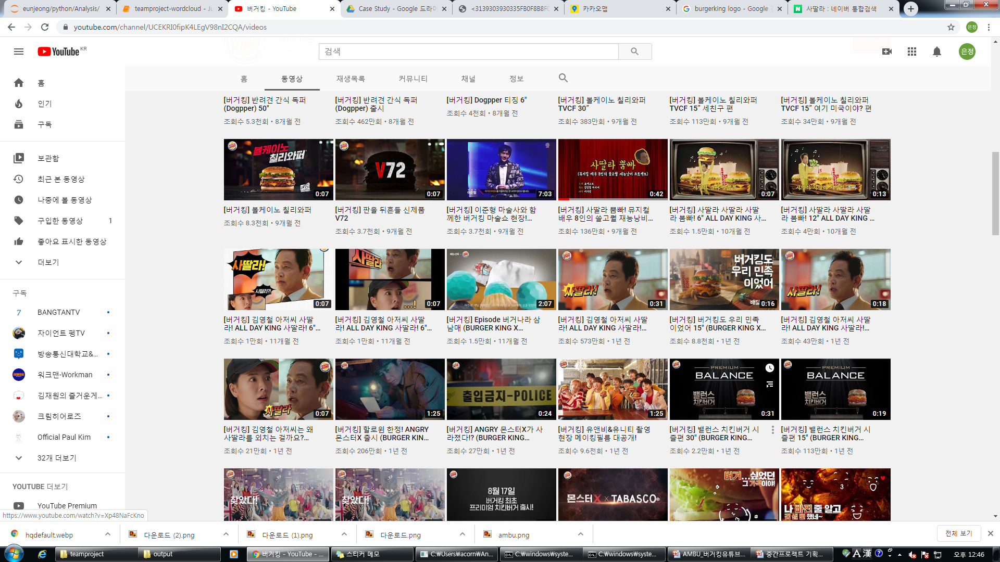 eunjeong/python/Analysis/
teamproject-wordcloud - Ju
버거킹 - YouTube
Case Study - Google 드라이
<3139303930335FB0F8B8F0
카카오맵
burgerking logo - Google
사딸라 : 네이버 통합검색
youtube.com/channel/UCEKRI0fipK4LEgV98nI2CQA/videos
은정
YouTube KR
검색
은정
홈
인기
구독
보관함
최근 본 동영상
나중에 볼 동영상
구입한 동영상 1
좋아요 표시한 동영상
더보기
구독
BANGTANTV
자이언트 펭TV
방송통신대학교&...
워크맨-Workman
김재원의 즐거운게...
크림히어로즈
Official Paul Kim
32개 더보기
YOUTUBE 더보기
YouTube Premium
홈 동영상 재생목록 커뮤니티 채널 정보
[버거킹] 반려견 간식 독퍼
(Dogpper) 50"
조회수 5.3천회 • 8개월 전
[버거킹] 반려견 간식 독퍼
(Dogpper) 출시
조회수 462만회 • 8개월 전
[버거킹] Dogpper 티징 6"
조회수 4천회 • 8개월 전
[버거킹] 볼케이노 칠리와퍼
TVCF 30”
조회수 383만회 • 9개월 전
[버거킹] 볼케이노 칠리와퍼
TVCF 15” 세친구 편
조회수 113만회 • 9개월 전
[버거킹] 볼케이노 칠리와퍼
TVCF 15” 여기 미국이야? 편
조회수 34만회 • 9개월 전
볼케이노
칠리와퍼
0:07
[버거킹] 볼케이노 칠리와퍼
조회수 8.3천회 • 9개월 전
V72
0:07
[버거킹] 판을 뒤흔들 신제품
V72
조회수 3.7천회 • 9개월 전
이준형
7:03
[버거킹] 이준형 마술사와 함
께한 버거킹 마술쇼 현장!...
조회수 3.7천회 • 9개월 전
사딸라 뿜빠
(뮤지컬 배우 8인의 쓸고퀄 재능낭비 프로젝트)
0:42
[버거킹] 사딸라 뿜빠! 뮤지컬
배우 8인의 쓸고퀄 재능낭비...
조회수 136만회 • 9개월 전
0:07
[버거킹] 사딸라 사딸라 사딸
라 붐빠! 6" ALL DAY KING 사...
조회수 1.5만회 • 10개월 전
사딸라 사딸라 사딸라 붐빠
0:13
[버거킹] 사딸라 사딸라 사딸
라 붐빠! 12" ALL DAY KING ...
조회수 4만회 • 10개월 전
사딸라!
사딸라?!
0:07
[버거킹] 김영철 아저씨 사딸
라! ALL DAY KING 사딸라! 6"...
조회수 1만회 • 11개월 전
사딸라
...!
0:07
[버거킹] 김영철 아저씨 사딸
라! ALL DAY KING 사딸라! 6"...
조회수 1만회 • 11개월 전
2:07
[버거킹] Episode 버거나라 삼
남매 (BURGER KING X...
조회수 1.5만회 • 11개월 전
사딸라!
0:31
[버거킹] 김영철 아저씨 사딸
라! ALL DAY KING 사딸라!...
조회수 573만회 • 1년 전
버거킹도
우리 민족
이었어
배달
0:16
[버거킹] 버거킹도 우리 민족
이었어 15" (BURGER KING X...
조회수 8.8천회 • 1년 전
사딸라!
0:18
[버거킹] 김영철 아저씨 사딸
라! ALL DAY KING 사딸라!...
조회수 43만회 • 1년 전
사딸라
0:07
[버거킹] 김영철 아저씨는 왜
사딸라를 외치는 걸까요?...
조회수 21만회 • 1년 전
1:25
[버거킹] 할로윈 한정! ANGRY
몬스터X 출시 (BURGER KIN...
조회수 206만회 • 1년 전
출입금지-POLICE
0:24
[버거킹] ANGRY 몬스터X가 사
라졌다!? (BURGER KING...
조회수 27만회 • 1년 전
1:25
[버거킹] 유앤비&유니티 촬영
현장 메이킹필름 대공개!
조회수 9.6천회 • 1년 전
PREMIUM
BALANCE
밸런스
치킨버거
0:31
[버거킹] 밸런스 치킨버거 시
즐편 30" (BURGER KING...
조회수 2.2만회 • 1년 전
PREMIUM
BALANCE
밸런스
치킨버거
0:19
[버거킹] 밸런스 치킨버거 시
즐편 15" (BURGER KING...
조회수 113만회 • 1년 전
찾았다!
찾았다!
8월 17일
버거킹 최초
프리미엄 치킨버거 출시!
몬스터X × TABASCO®
버거...싶었던
그 가족이야!
나 빠진 줄 알고
https://www.youtube.com/watch?v=Xp48NaFcKno
hqdefault.webp
다운로드 (2).png
다운로드 (1).png
다운로드.png
ambu.png
전체 보기
teamproject
output
버거킹 - YouTube - ...
스티커 메모
C:₩Users₩acorn₩An...
C:₩windows₩syste...
C:₩windows₩syste...
AMBU_버거킹유튜브...
중간프로젝트 기획...
A 漢
오후 12:46